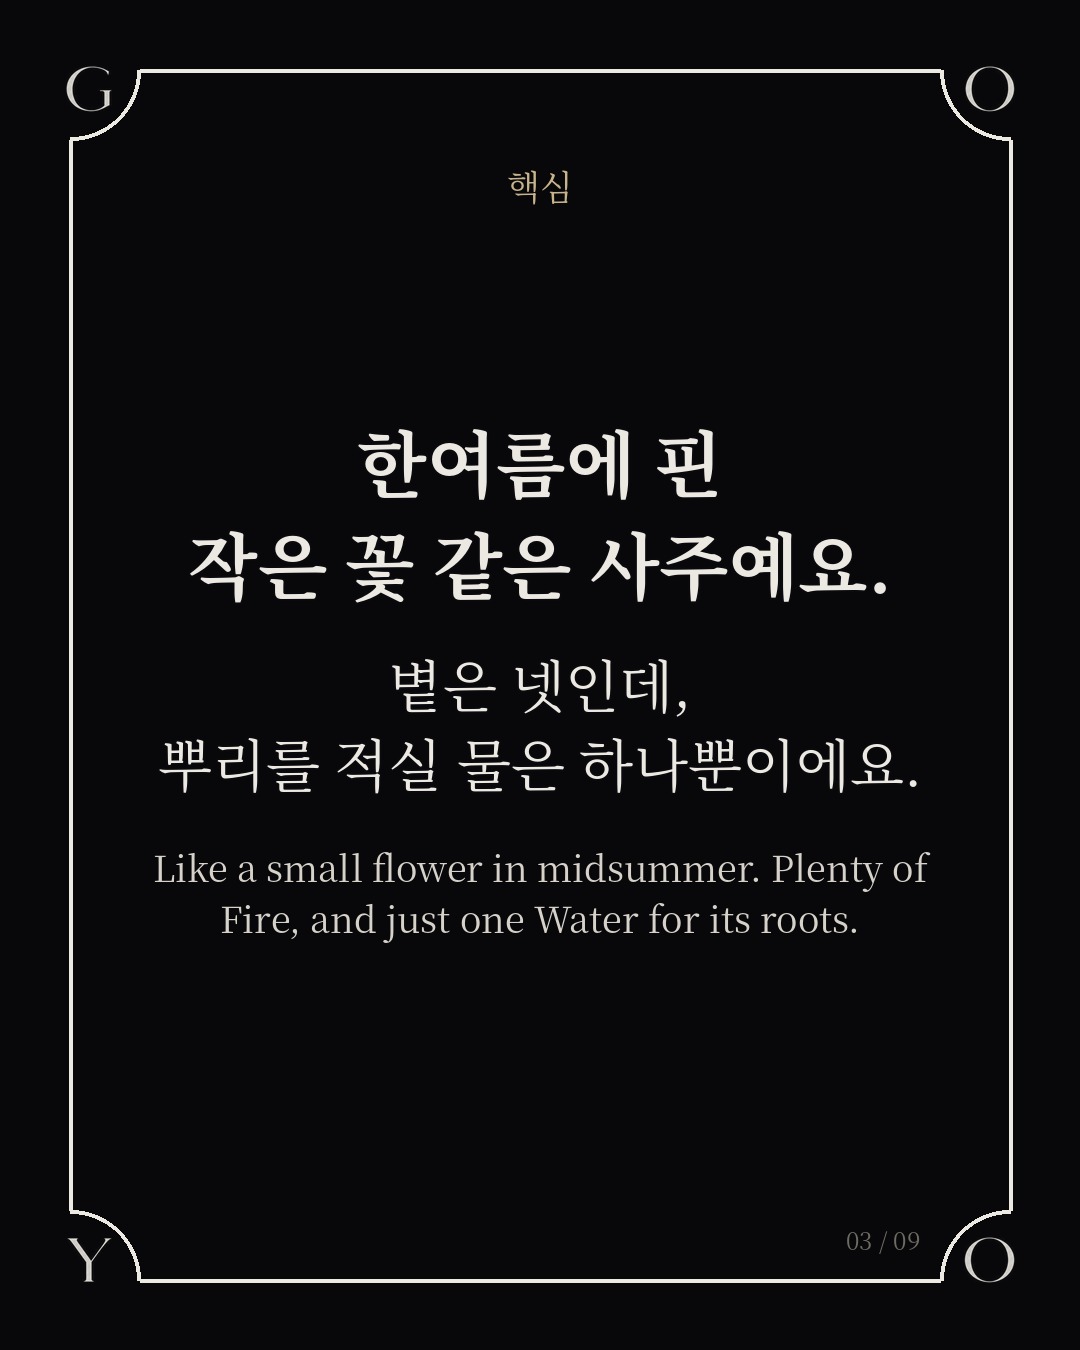 G O
핵심
한여름에 핀
작은 꽃 같은 사주예요.
볕은 넷인데,
뿌리를 적실 물은 하나뿐이에요.
Like a small flower in midsummer. Plenty of
Fire, and just one Water for its roots.
03 / 09
Y O